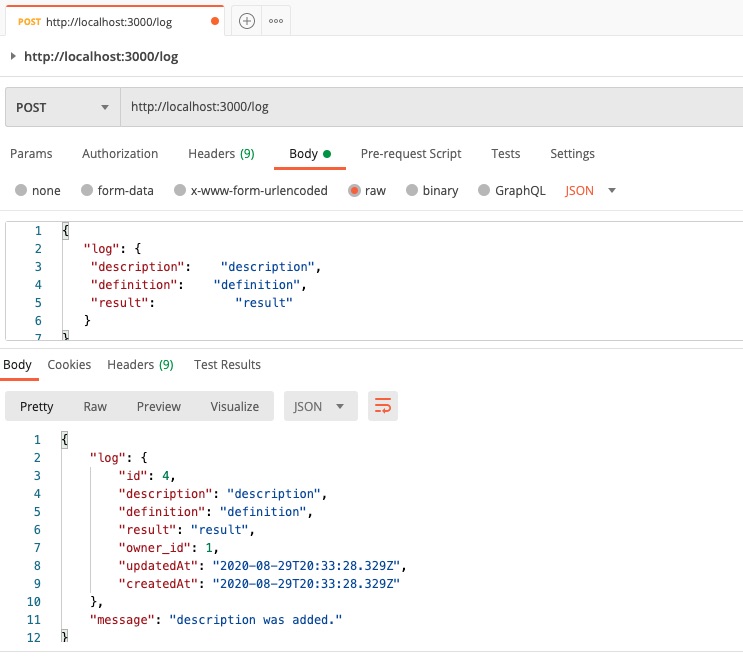 POST http://localhost:3000/log
http://localhost:3000/log
POST http://localhost:3000/log
Params Authorization Headers (9) Body Pre-request Script Tests Settings
none form-data x-www-form-urlencoded raw binary GraphQL JSON
1 {
2 "log": {
3 "description": "description",
4 "definition": "definition",
5 "result": "result"
6 }
7 }
Body Cookies Headers (9) Test Results
Pretty Raw Preview Visualize JSON
1 {
2 "log": {
3 "id": 4,
4 "description": "description",
5 "definition": "definition",
6 "result": "result",
7 "owner_id": 1,
8 "updatedAt": "2020-08-29T20:33:28.329Z",
9 "createdAt": "2020-08-29T20:33:28.329Z"
10 },
11 "message": "description was added."
12 }